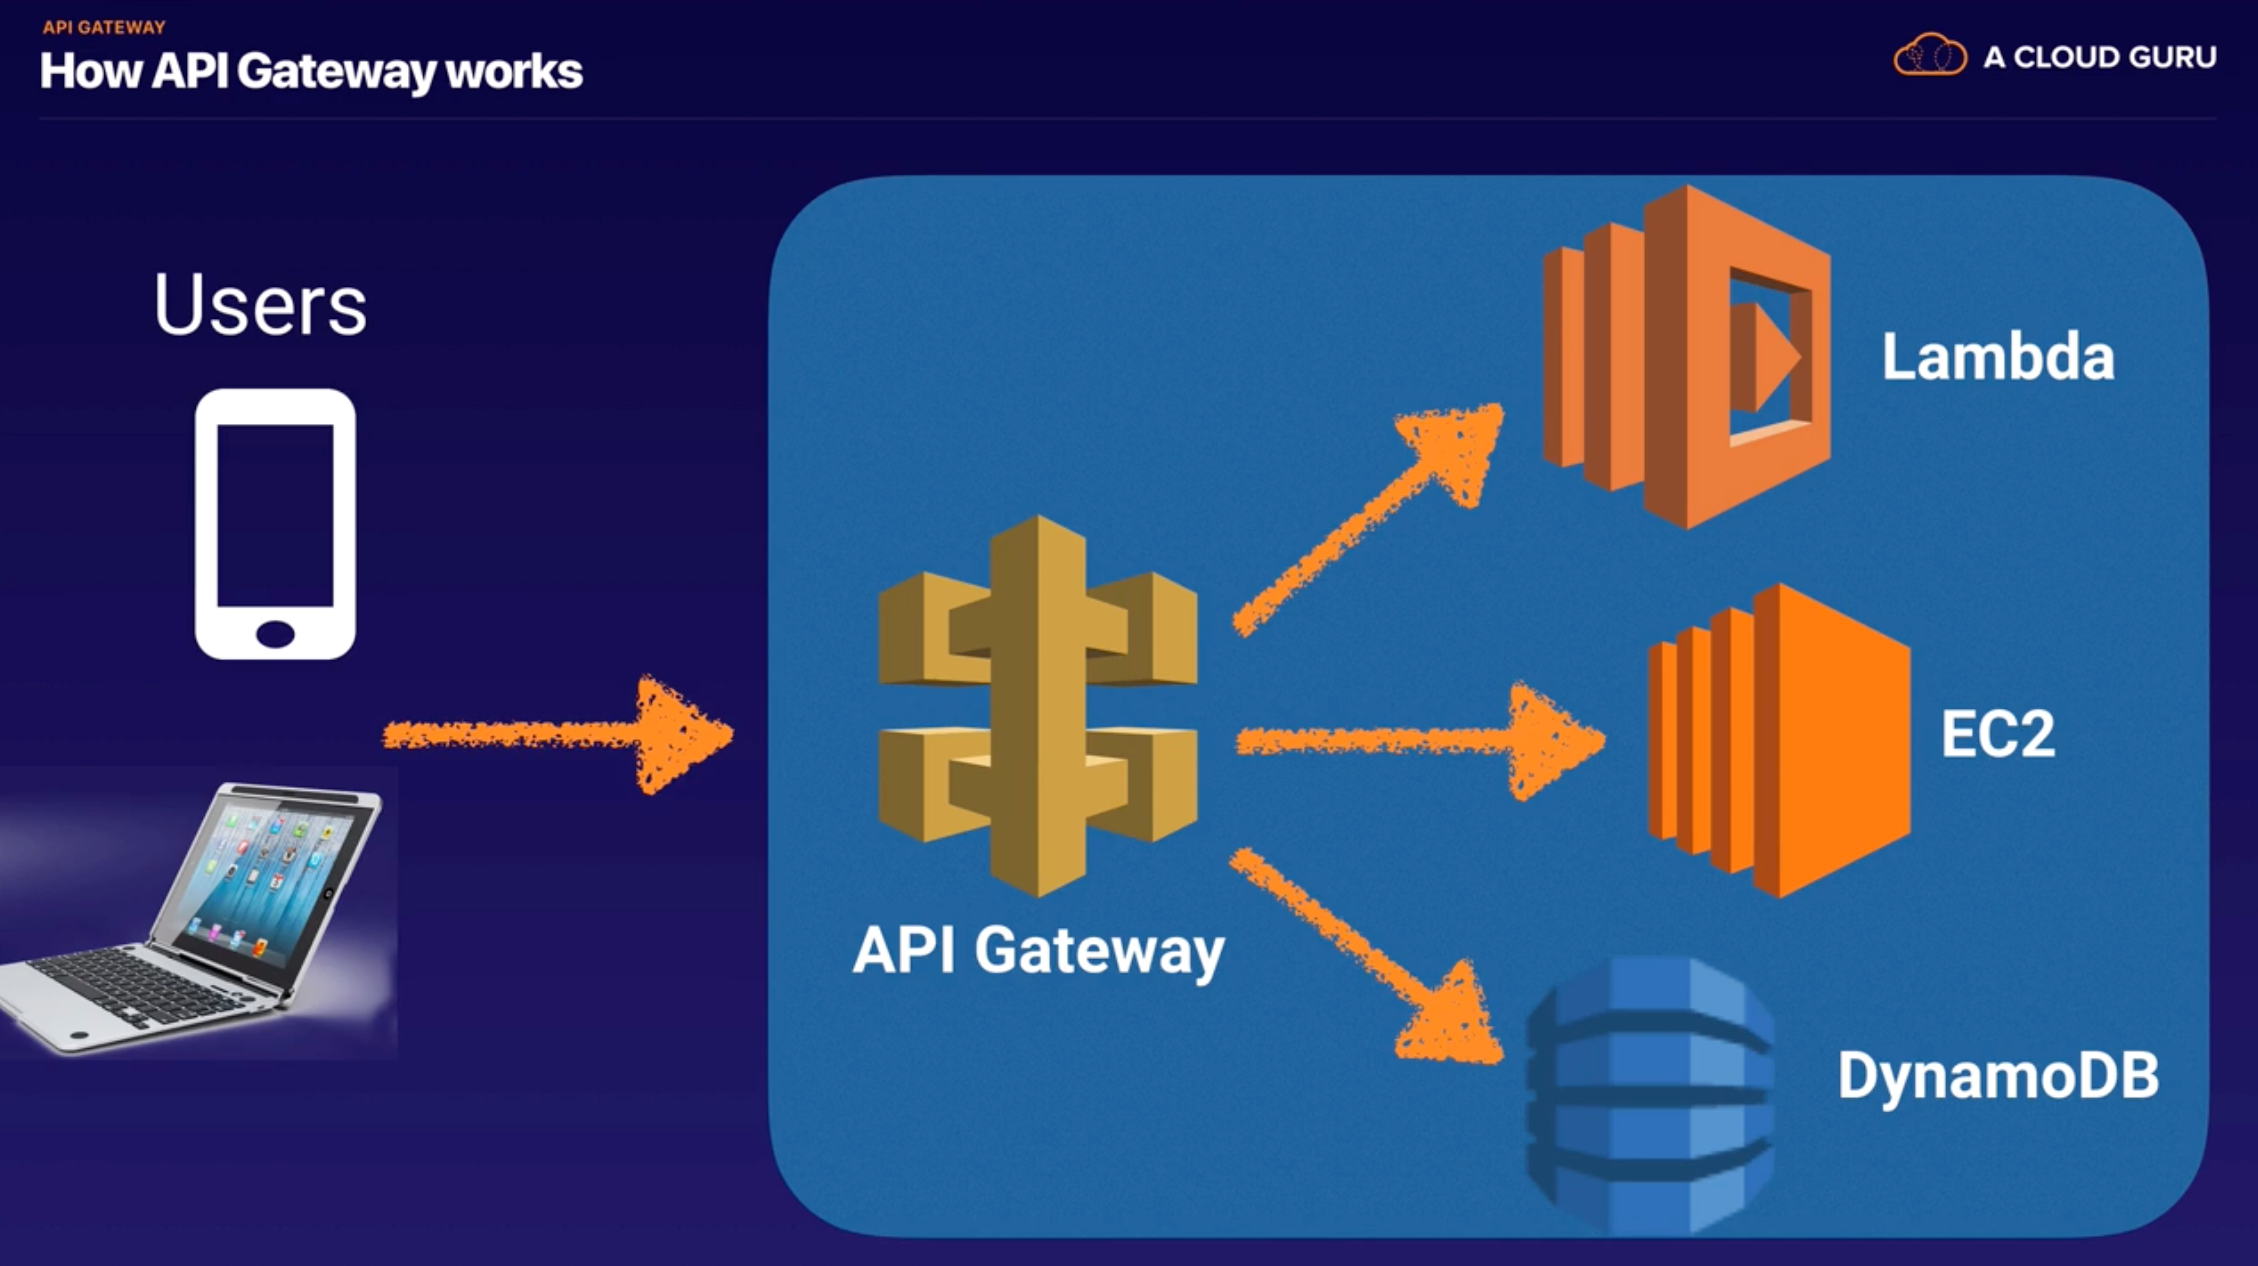 API GATEWAY
How API Gateway works
A CLOUD GURU
Users
Lambda
EC2
API Gateway
DynamoDB